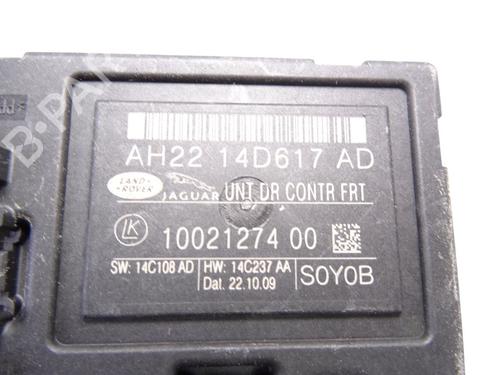 AH22 14D617 AD
LAND
ROVER
JAGUAR
UNT DR CONTR FRT
LK
10021274 00
SW: 14C108 AD
HW: 14C237 AA
Dat. 22.10.09
S0Y0B
B-PARTS